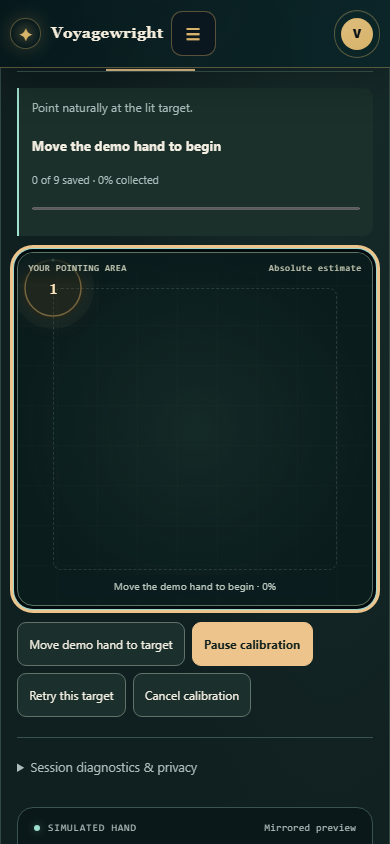 Voyagewright
V
Point naturally at the lit target.
Move the demo hand to begin
0 of 9 saved · 0% collected
YOUR POINTING AREA
Absolute estimate
1
Move the demo hand to begin · 0%
Move demo hand to target
Pause calibration
Retry this target
Cancel calibration
Session diagnostics & privacy
SIMULATED HAND
Mirrored preview